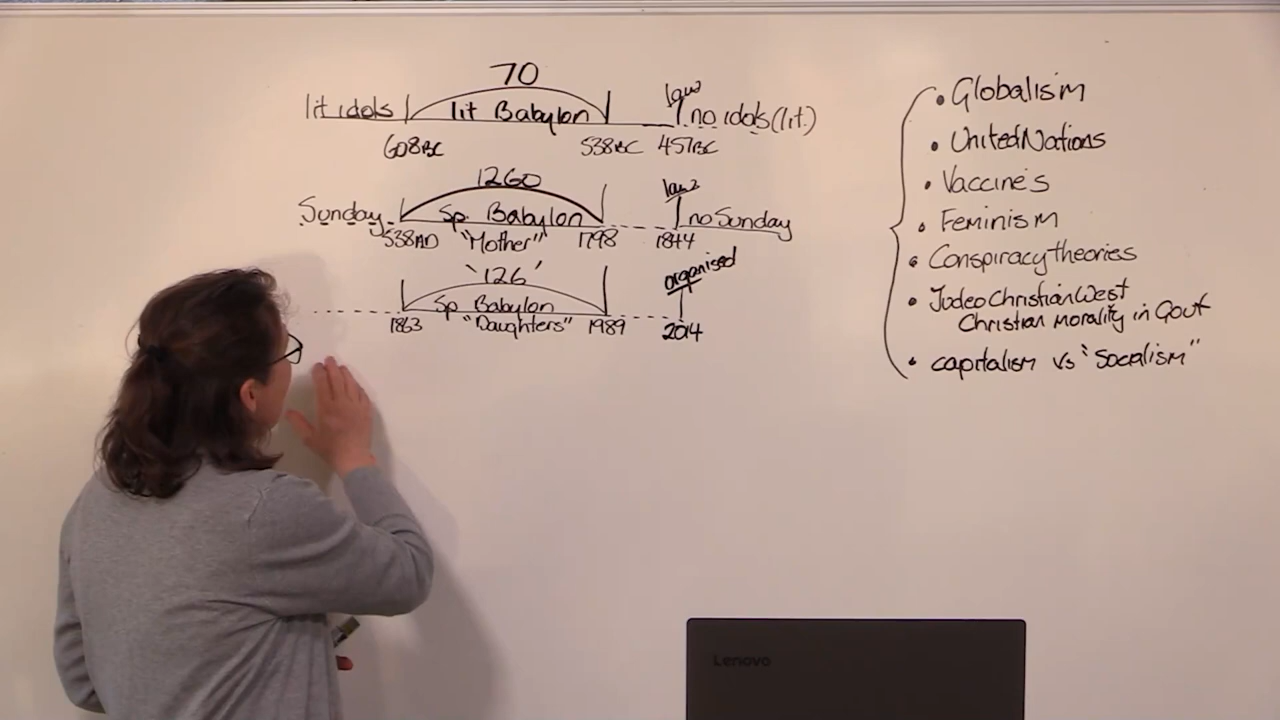 70
lit idols lit Babylon law no idols (lit.)
608BC 538BC 457BC
1260
Sunday Sp. Babylon law no Sunday
538AD "Mother" 1798 1844
'126' organised
Sp Babylon
1863 "Daughters" 1989 2014
• Globalism
• United Nations
• Vaccine's
• Feminism
• Conspiracy theories
• Judeo Christian West
Christian morality in Govt
• capitalism vs "Socialism"
Lenovo